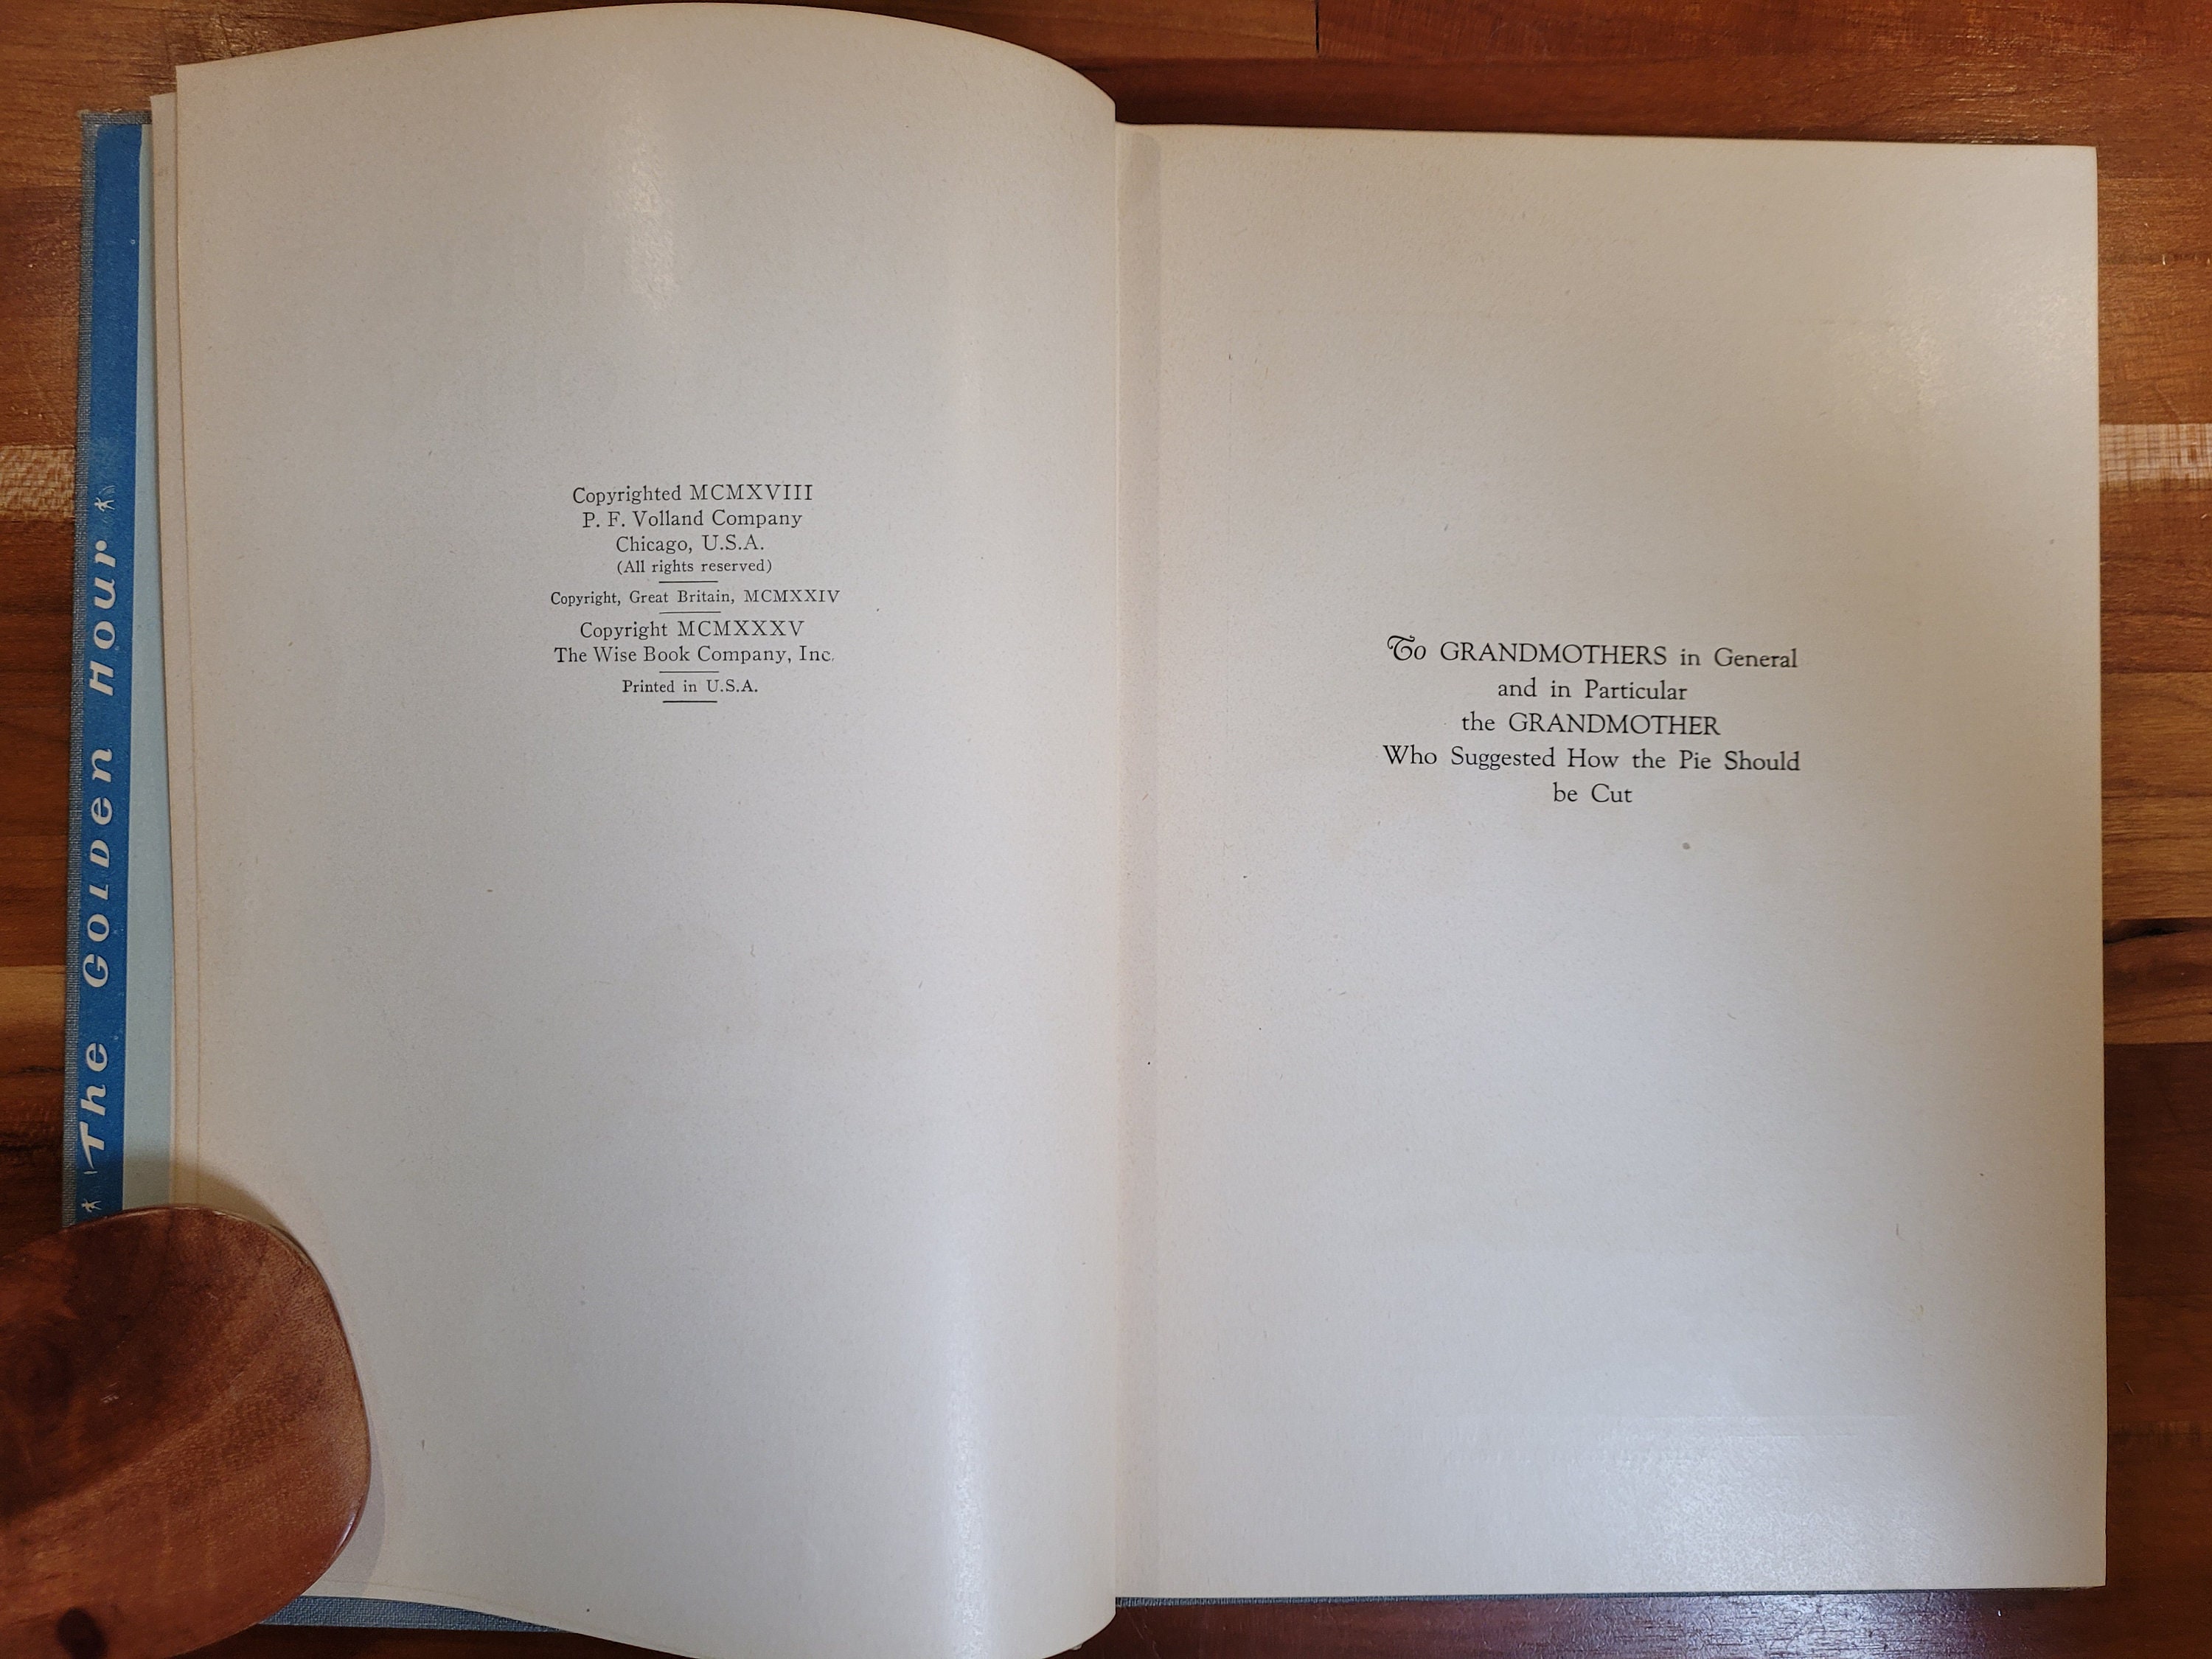 The Golden Hour
Copyrighted MCMXVIII
P. F. Volland Company
Chicago, U.S.A.
(All rights reserved)
Copyright, Great Britain, MCMXXIV
Copyright MCMXXXV
The Wise Book Company, Inc.
Printed in U.S.A.
To GRANDMOTHERS in General
and in Particular
the GRANDMOTHER
Who Suggested How the Pie Should
be Cut